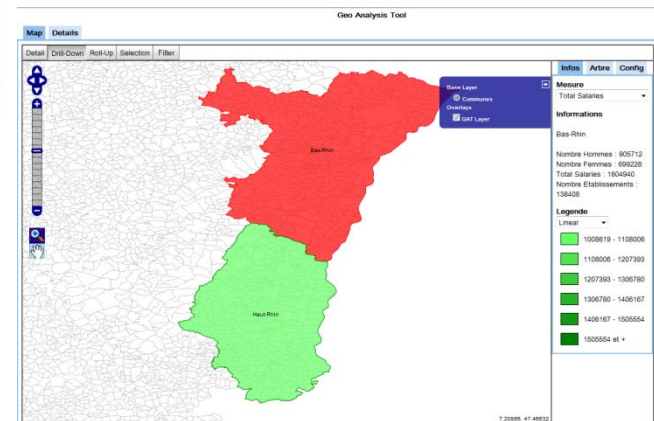 Geo Analysis Tool
Map Details
Detail Drill-Down Roll-Up Selection Filter
Base Layer
Communes
Overlays
GAT Layer
Bas-Rhin
Haut-Rhin
7.20886, 47.46632
Infos Arbre Config
Mesure
Total Salaries
Informations
Bas-Rhin
Nombre Hommes : 905712
Nombre Femmes : 699228
Total Salaries : 1604940
Nombre Etablissements :
138408
Legende
Linear
1008619 - 1108006
1108006 - 1207393
1207393 - 1306780
1306780 - 1406167
1406167 - 1505554
1505554 et +